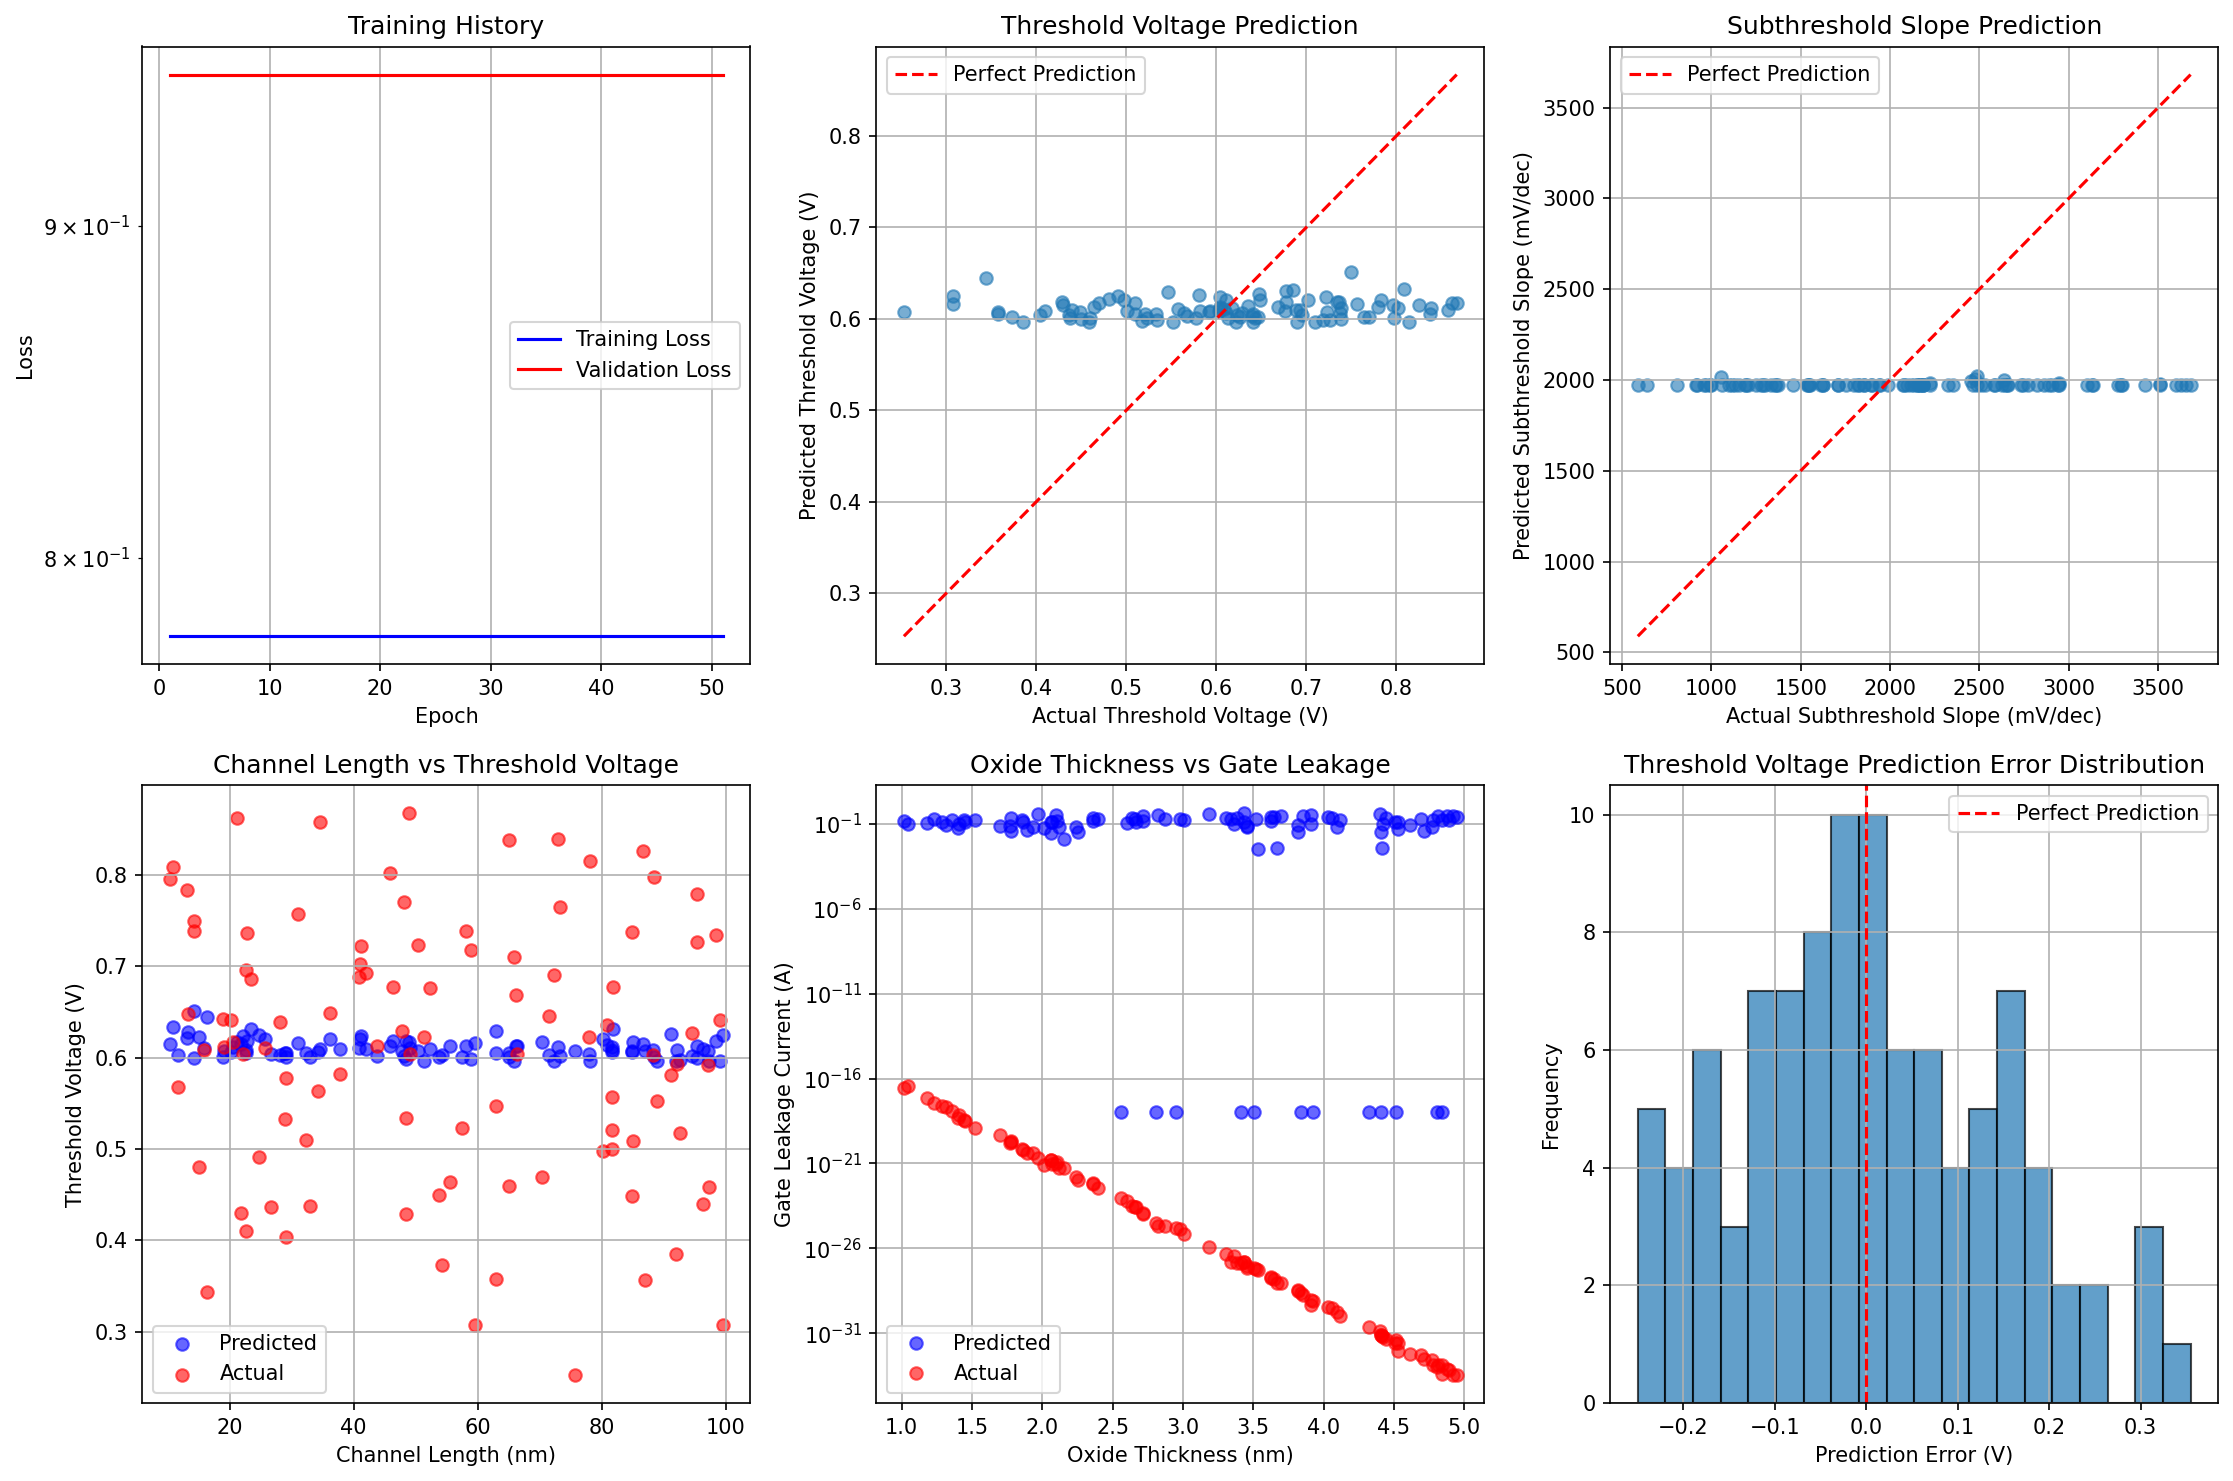 Training History
9 × 10⁻¹
8 × 10⁻¹
Loss
Training Loss
Validation Loss
0 10 20 30 40 50
Epoch
Threshold Voltage Prediction
Perfect Prediction
0.8
0.7
0.6
0.5
0.4
0.3
Predicted Threshold Voltage (V)
0.3 0.4 0.5 0.6 0.7 0.8
Actual Threshold Voltage (V)
Subthreshold Slope Prediction
Perfect Prediction
3500
3000
2500
2000
1500
1000
500
Predicted Subthreshold Slope (mV/dec)
500 1000 1500 2000 2500 3000 3500
Actual Subthreshold Slope (mV/dec)
Channel Length vs Threshold Voltage
0.8
0.7
0.6
0.5
0.4
0.3
Threshold Voltage (V)
Predicted
Actual
20 40 60 80 100
Channel Length (nm)
Oxide Thickness vs Gate Leakage
10⁻¹
10⁻⁶
10⁻¹¹
10⁻¹⁶
10⁻²¹
10⁻²⁶
10⁻³¹
Gate Leakage Current (A)
Predicted
Actual
1.0 1.5 2.0 2.5 3.0 3.5 4.0 4.5 5.0
Oxide Thickness (nm)
Threshold Voltage Prediction Error Distribution
Perfect Prediction
10
8
6
4
2
0
Frequency
−0.2 −0.1 0.0 0.1 0.2 0.3
Prediction Error (V)